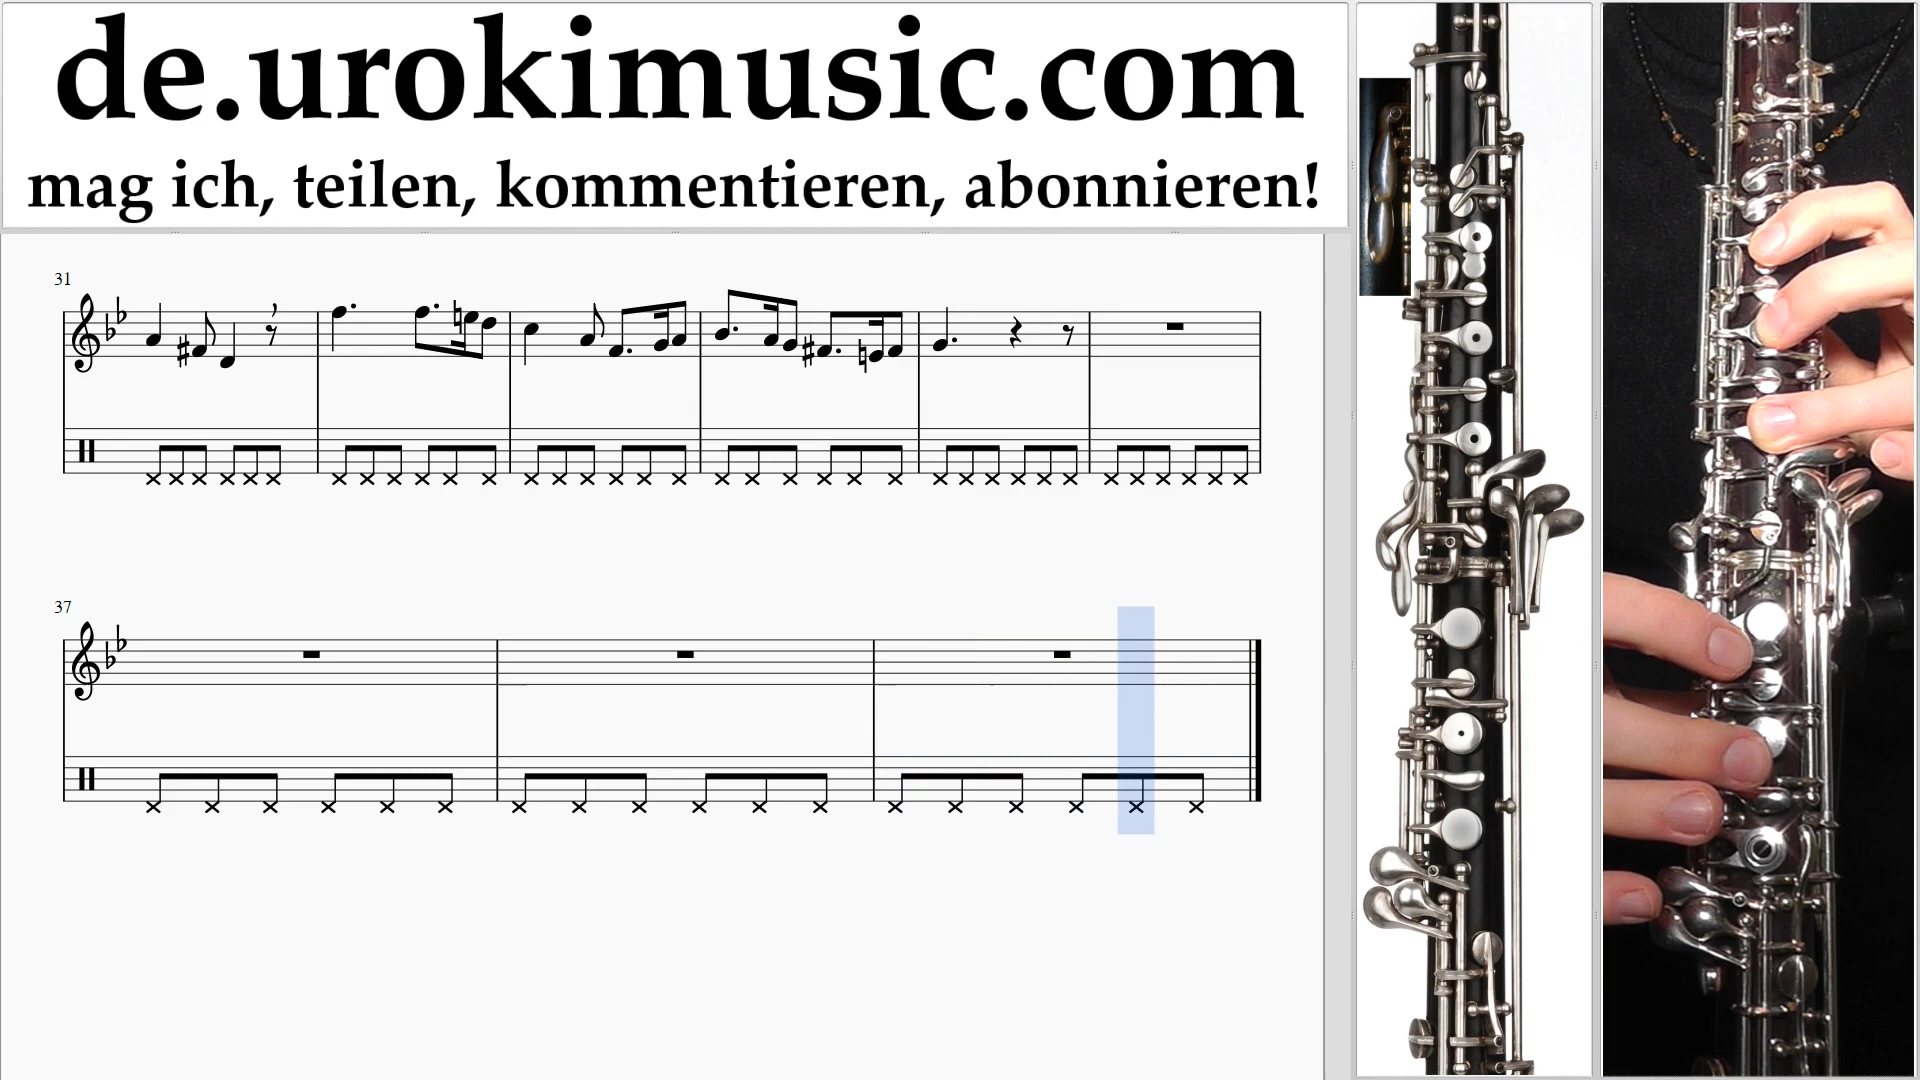 de.urokimusic.com
mag ich, teilen, kommentieren, abonnieren!
31
37